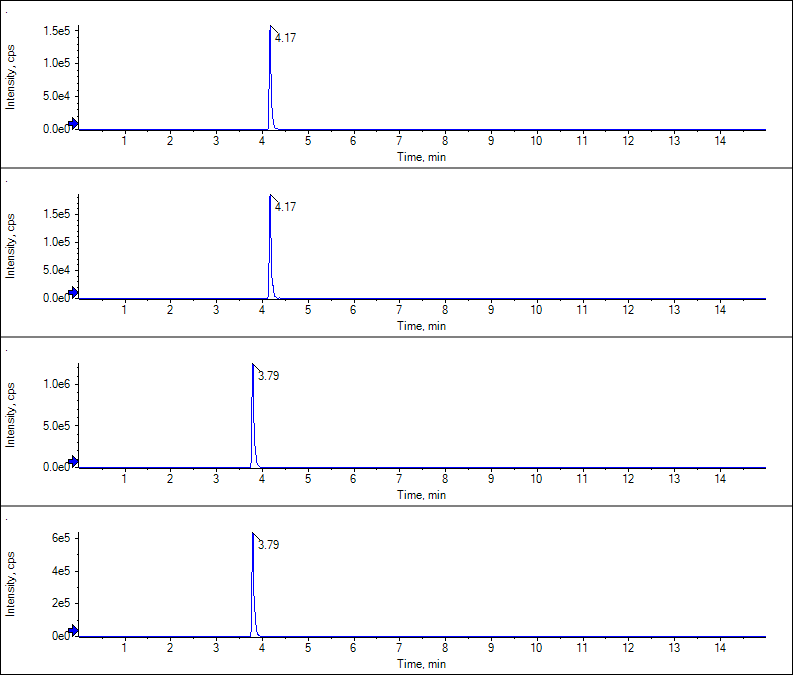 Intensity, cps
1.5e5
1.0e5
5.0e4
0.0e0
4.17
1 2 3 4 5 6 7 8 9 10 11 12 13 14
Time, min
Intensity, cps
1.5e5
1.0e5
5.0e4
0.0e0
4.17
1 2 3 4 5 6 7 8 9 10 11 12 13 14
Time, min
Intensity, cps
1.0e6
5.0e5
0.0e0
3.79
1 2 3 4 5 6 7 8 9 10 11 12 13 14
Time, min
Intensity, cps
6e5
4e5
2e5
0e0
3.79
1 2 3 4 5 6 7 8 9 10 11 12 13 14
Time, min